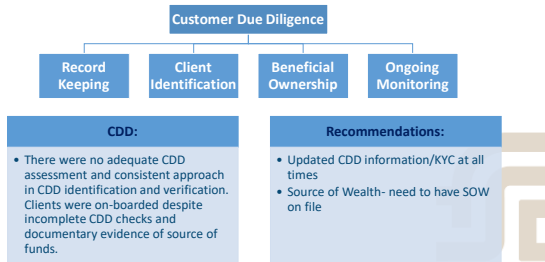 Customer Due Diligence
Record
Keeping
Client
Identification
Beneficial
Ownership
Ongoing
Monitoring
CDD:
• There were no adequate CDD
assessment and consistent approach
in CDD identification and verification.
Clients were on-boarded despite
incomplete CDD checks and
documentary evidence of source of
funds.
Recommendations:
• Updated CDD information/KYC at all
times
• Source of Wealth- need to have SOW
on file